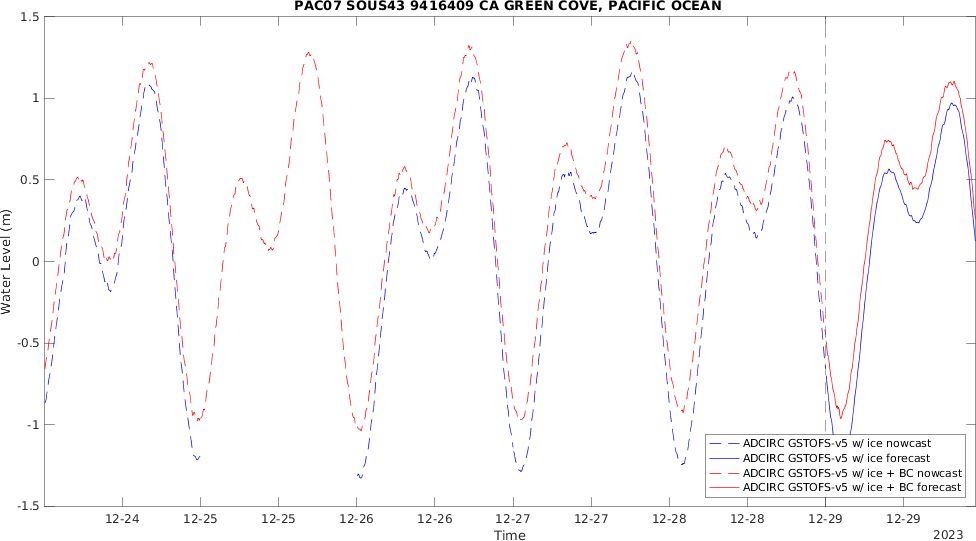 PAC07 SOUS43 9416409 CA GREEN COVE, PACIFIC OCEAN
1.5
1
0.5
0
-0.5
-1
-1.5
Water Level (m)
ADCIRC GSTOFS-v5 w/ ice nowcast
ADCIRC GSTOFS-v5 w/ ice forecast
ADCIRC GSTOFS-v5 w/ ice + BC nowcast
ADCIRC GSTOFS-v5 w/ ice + BC forecast
12-24 12-25 12-25 12-26 12-26 12-27 12-27 12-28 12-28 12-29 12-29
Time
2023